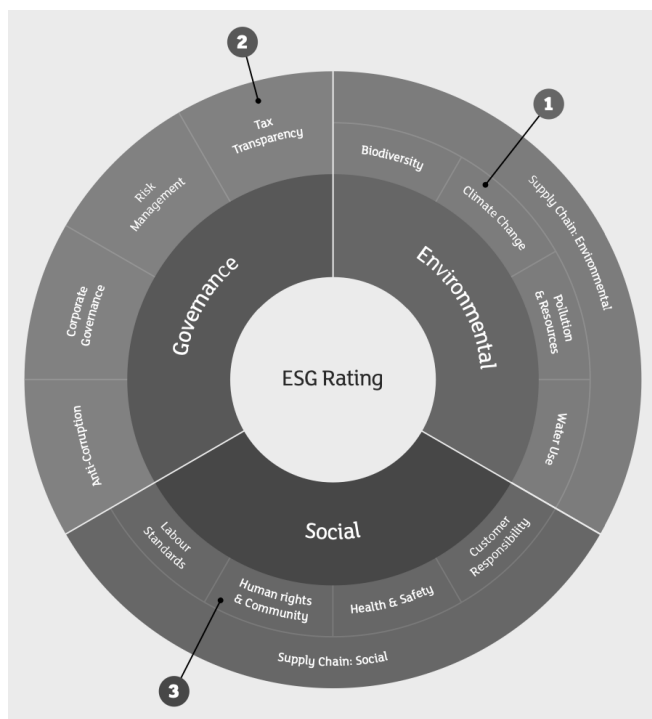 2
1
Tax
Transparency
Biodiversity
Climate Change
Supply Chain: Environmental
Risk
Management
Governance
Environmental
Corporate
Governance
Pollution
& Resources
ESG Rating
Anti-Corruption
Water Use
Social
Labour
Standards
Customer
Responsibility
Human rights
& Community
Health & Safety
Supply Chain: Social
3